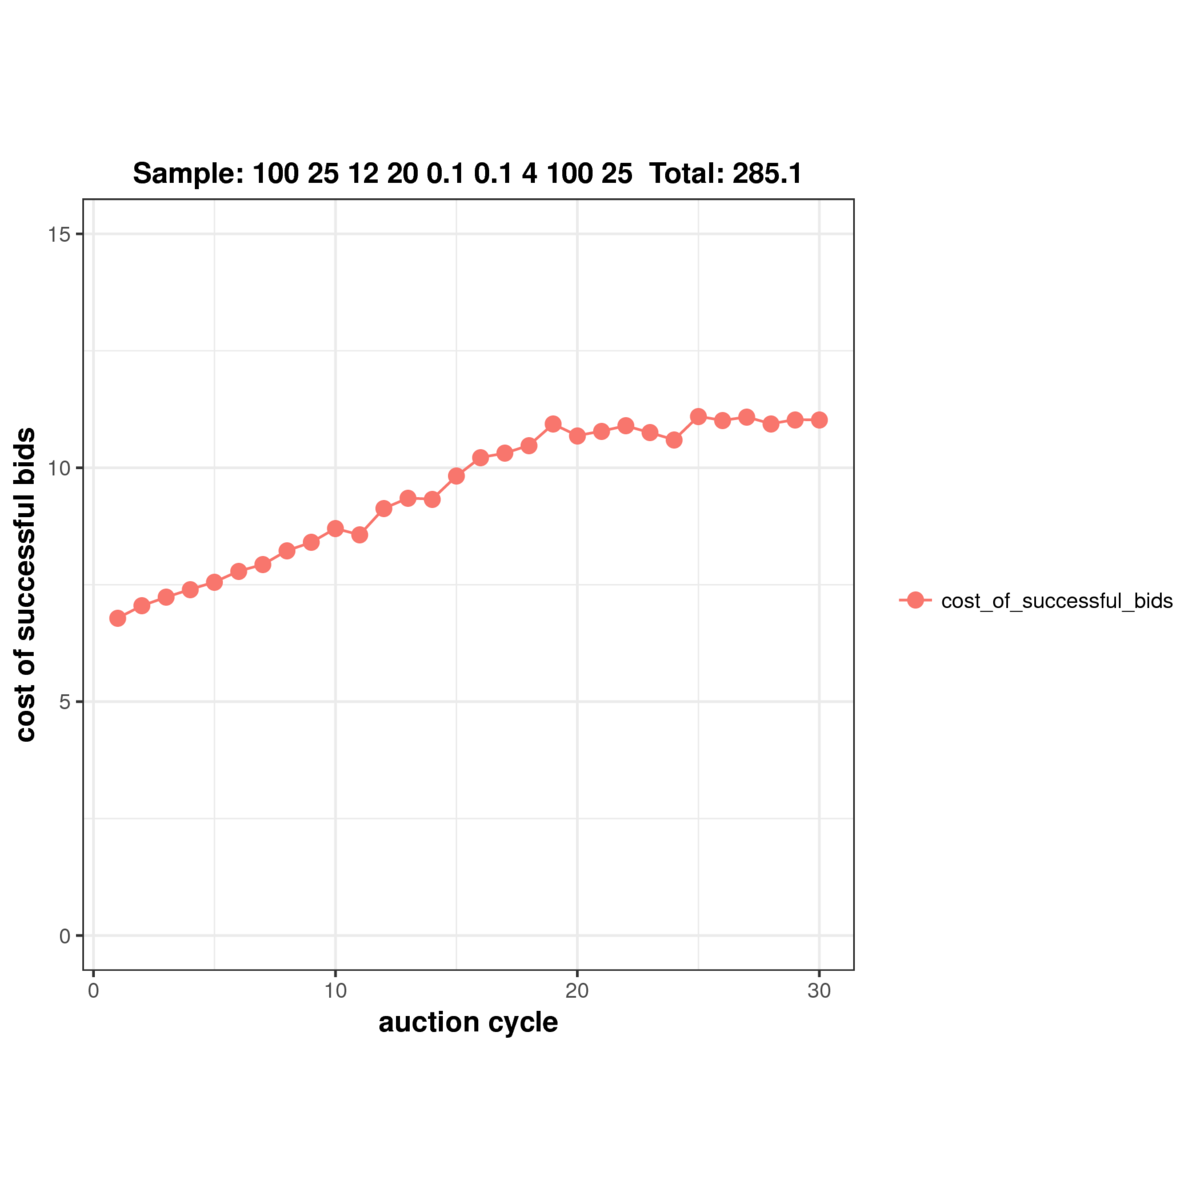 Sample: 100 25 12 20 0.1 0.1 4 100 25  Total: 285.1
15
10
5
0
cost of successful bids
0 10 20 30
auction cycle
cost_of_successful_bids